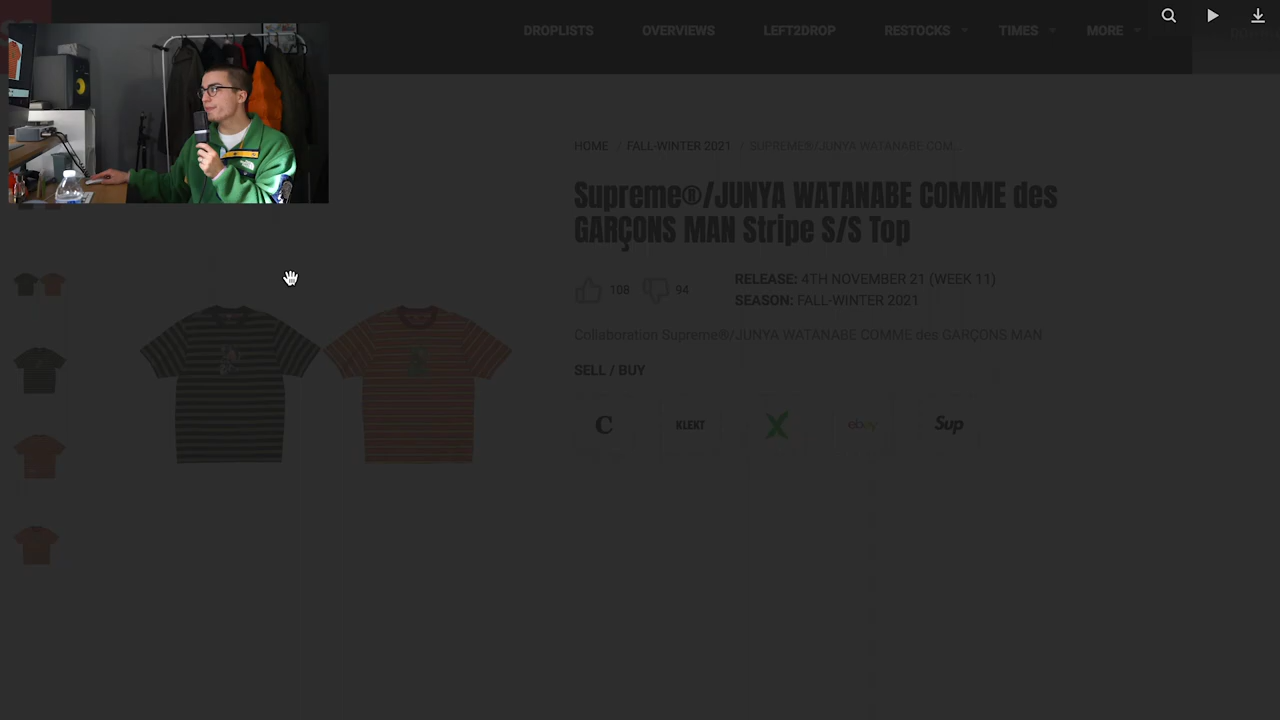 DROPLISTS OVERVIEWS LEFT2DROP RESTOCKS TIMES MORE
HOME / FALL-WINTER 2021 / SUPREME®/JUNYA WATANABE COM...
Supreme®/JUNYA WATANABE COMME des
GARÇONS MAN Stripe S/S Top
108 94
RELEASE: 4TH NOVEMBER 21 (WEEK 11)
SEASON: FALL-WINTER 2021
Collaboration Supreme®/JUNYA WATANABE COMME des GARÇONS MAN
SELL / BUY
C KLEKT X ebay Sup